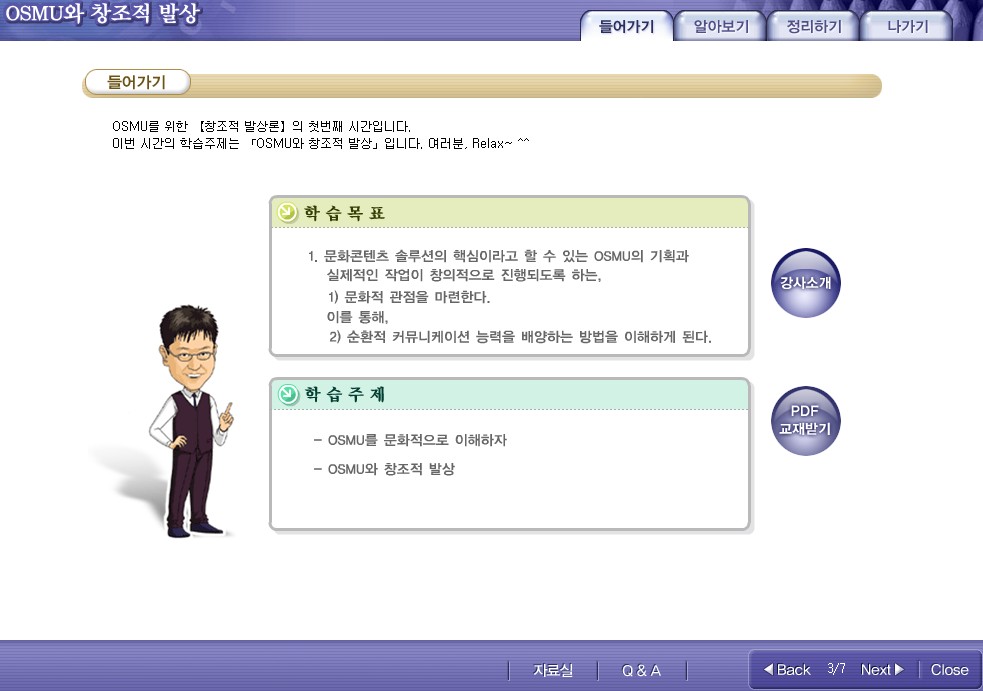 OSMU와 창조적 발상
들어가기
알아보기
정리하기
나가기
들어가기
OSMU를 위한 【창조적 발상론】의 첫번째 시간입니다.
이번 시간의 학습주제는 「OSMU와 창조적 발상」입니다. 여러분, Relax~ ^^
학습목표
1. 문화콘텐츠 솔루션의 핵심이라고 할 수 있는 OSMU의 기획과
실제적인 작업이 창의적으로 진행되도록 하는,
1) 문화적 관점을 마련한다.
이를 통해,
2) 순환적 커뮤니케이션 능력을 배양하는 방법을 이해하게 된다.
강사소개
학습주제
- OSMU를 문화적으로 이해하자
- OSMU와 창조적 발상
PDF
교재받기
자료실
Q & A
◀Back
3/7
Next▶
Close